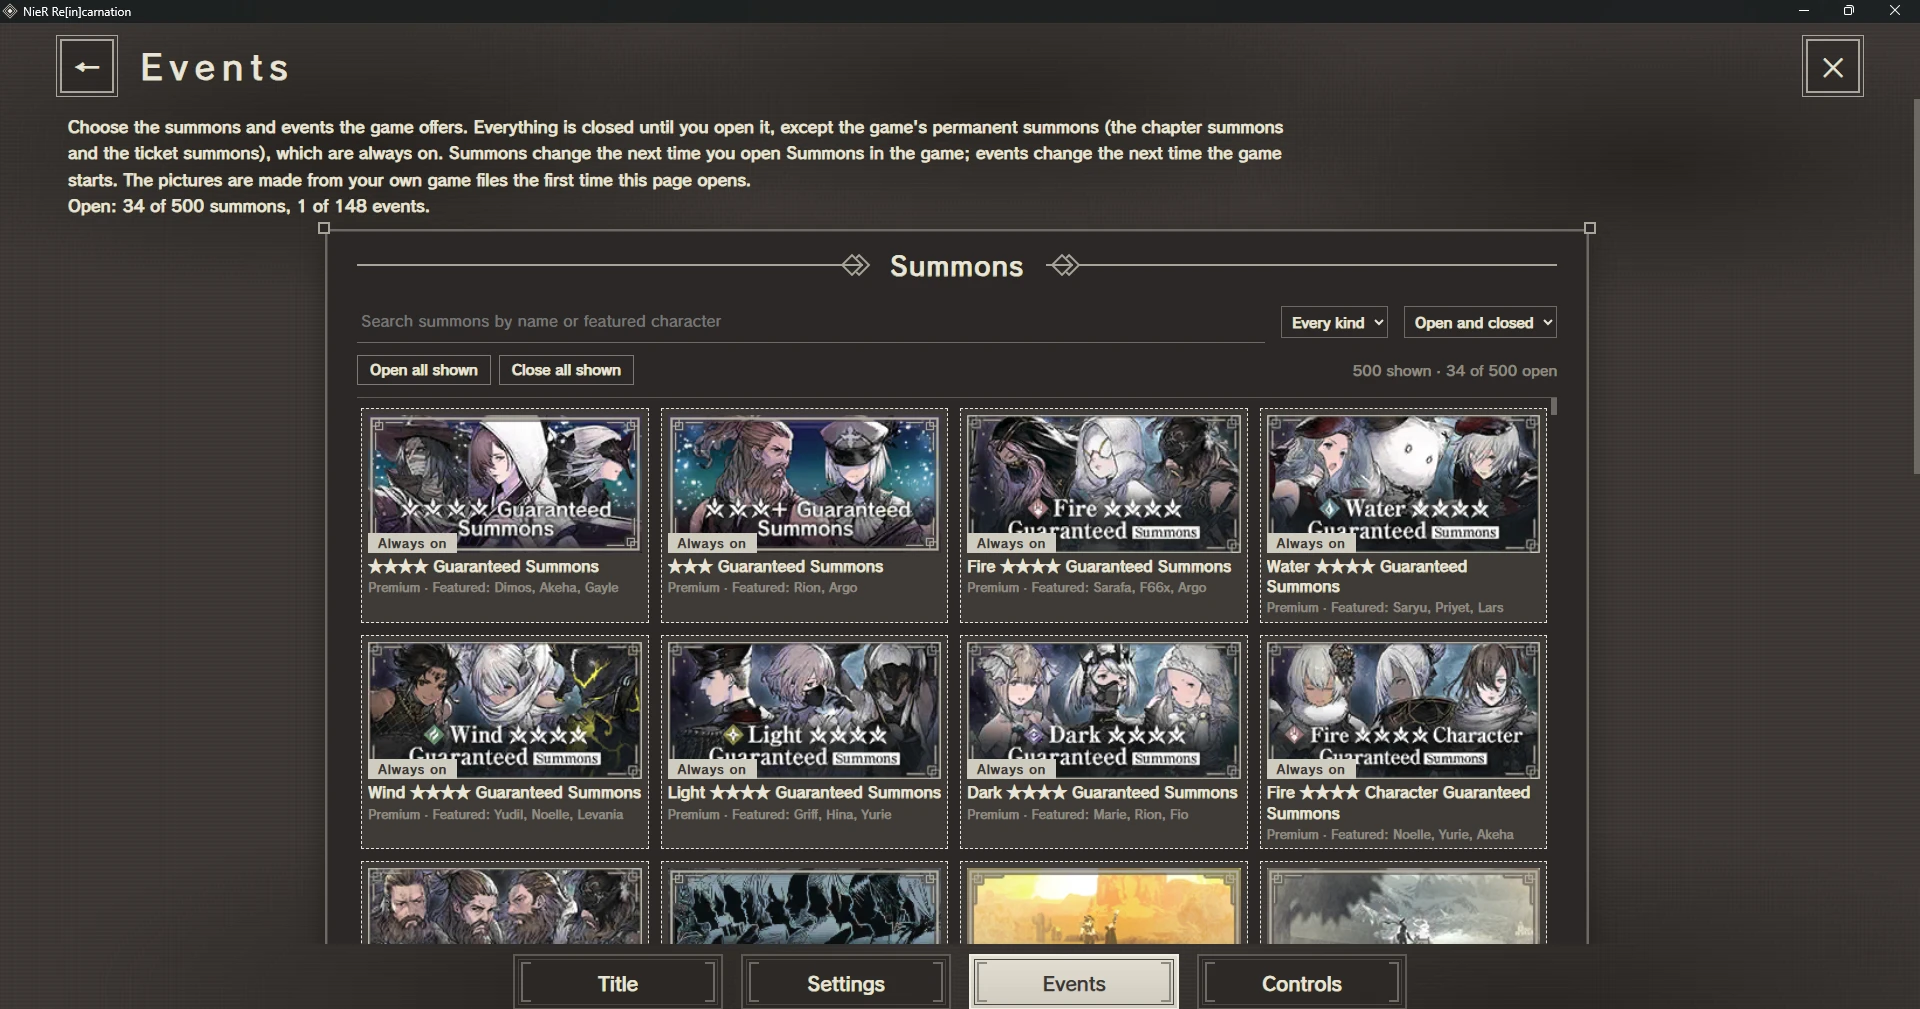 NieR Re[in]carnation
Events
Choose the summons and events the game offers. Everything is closed until you open it, except the game's permanent summons (the chapter summons
and the ticket summons), which are always on. Summons change the next time you open Summons in the game; events change the next time the game
starts. The pictures are made from your own game files the first time this page opens.
Open: 34 of 500 summons, 1 of 148 events.
Summons
Search summons by name or featured character
Every kind
Open and closed
Open all shown
Close all shown
500 shown · 34 of 500 open
★★★★ Guaranteed
Summons
Always on
★★★★ Guaranteed Summons
Premium · Featured: Dimos, Akeha, Gayle
★★★+ Guaranteed
Summons
Always on
★★★ Guaranteed Summons
Premium · Featured: Rion, Argo
Fire ★★★★
Guaranteed Summons
Always on
Fire ★★★★ Guaranteed Summons
Premium · Featured: Sarafa, F66x, Argo
Water ★★★★
Guaranteed Summons
Always on
Water ★★★★ Guaranteed
Summons
Premium · Featured: Saryu, Priyet, Lars
Wind ★★★★
Guaranteed Summons
Always on
Wind ★★★★ Guaranteed Summons
Premium · Featured: Yudil, Noelle, Levania
Light ★★★★
Guaranteed Summons
Always on
Light ★★★★ Guaranteed Summons
Premium · Featured: Griff, Hina, Yurie
Dark ★★★★
Guaranteed Summons
Always on
Dark ★★★★ Guaranteed Summons
Premium · Featured: Marie, Rion, Fio
Fire ★★★★ Character
Guaranteed Summons
Always on
Fire ★★★★ Character Guaranteed
Summons
Premium · Featured: Noelle, Yurie, Akeha
Title
Settings
Events
Controls